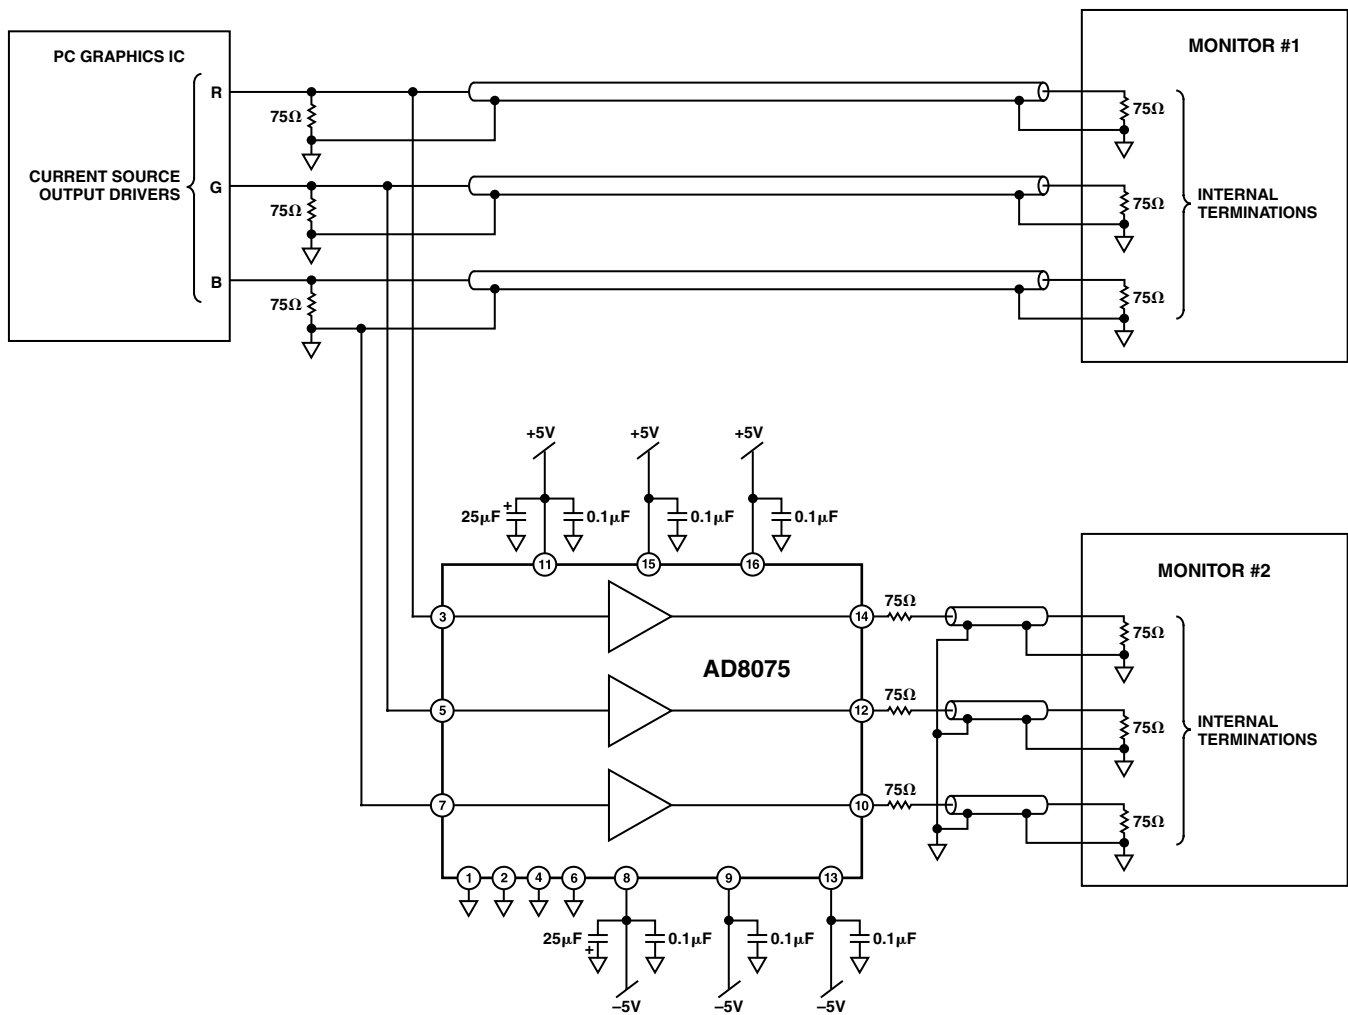 PC GRAPHICS IC
MONITOR #1
R
75Ω
75Ω
CURRENT SOURCE
OUTPUT DRIVERS
G
75Ω
75Ω
INTERNAL
TERMINATIONS
B
75Ω
75Ω
+5V
+5V
+5V
+
25μF
0.1μF
0.1μF
0.1μF
11
15
16
MONITOR #2
3
14
75Ω
75Ω
AD8075
5
12
75Ω
75Ω
INTERNAL
TERMINATIONS
7
10
75Ω
75Ω
1
2
4
6
8
9
13
25μF
+
0.1μF
0.1μF
0.1μF
–5V
–5V
–5V